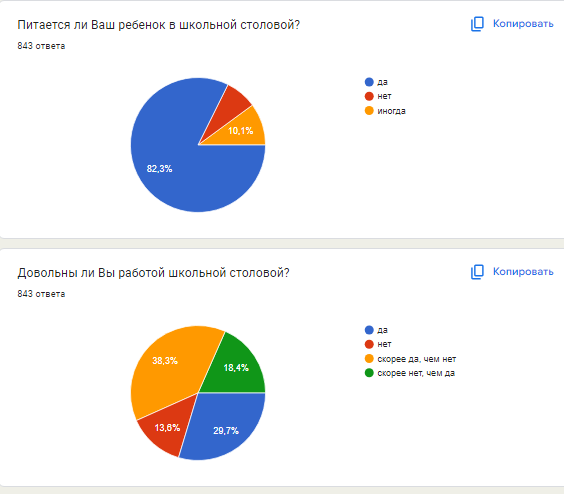 Питается ли Ваш ребенок в школьной столовой?
Копировать
843 ответа
да
нет
иногда
10,1%
82,3%
Довольны ли Вы работой школьной столовой?
Копировать
843 ответа
да
нет
скорее да, чем нет
скорее нет, чем да
38,3%
18,4%
13,6%
29,7%